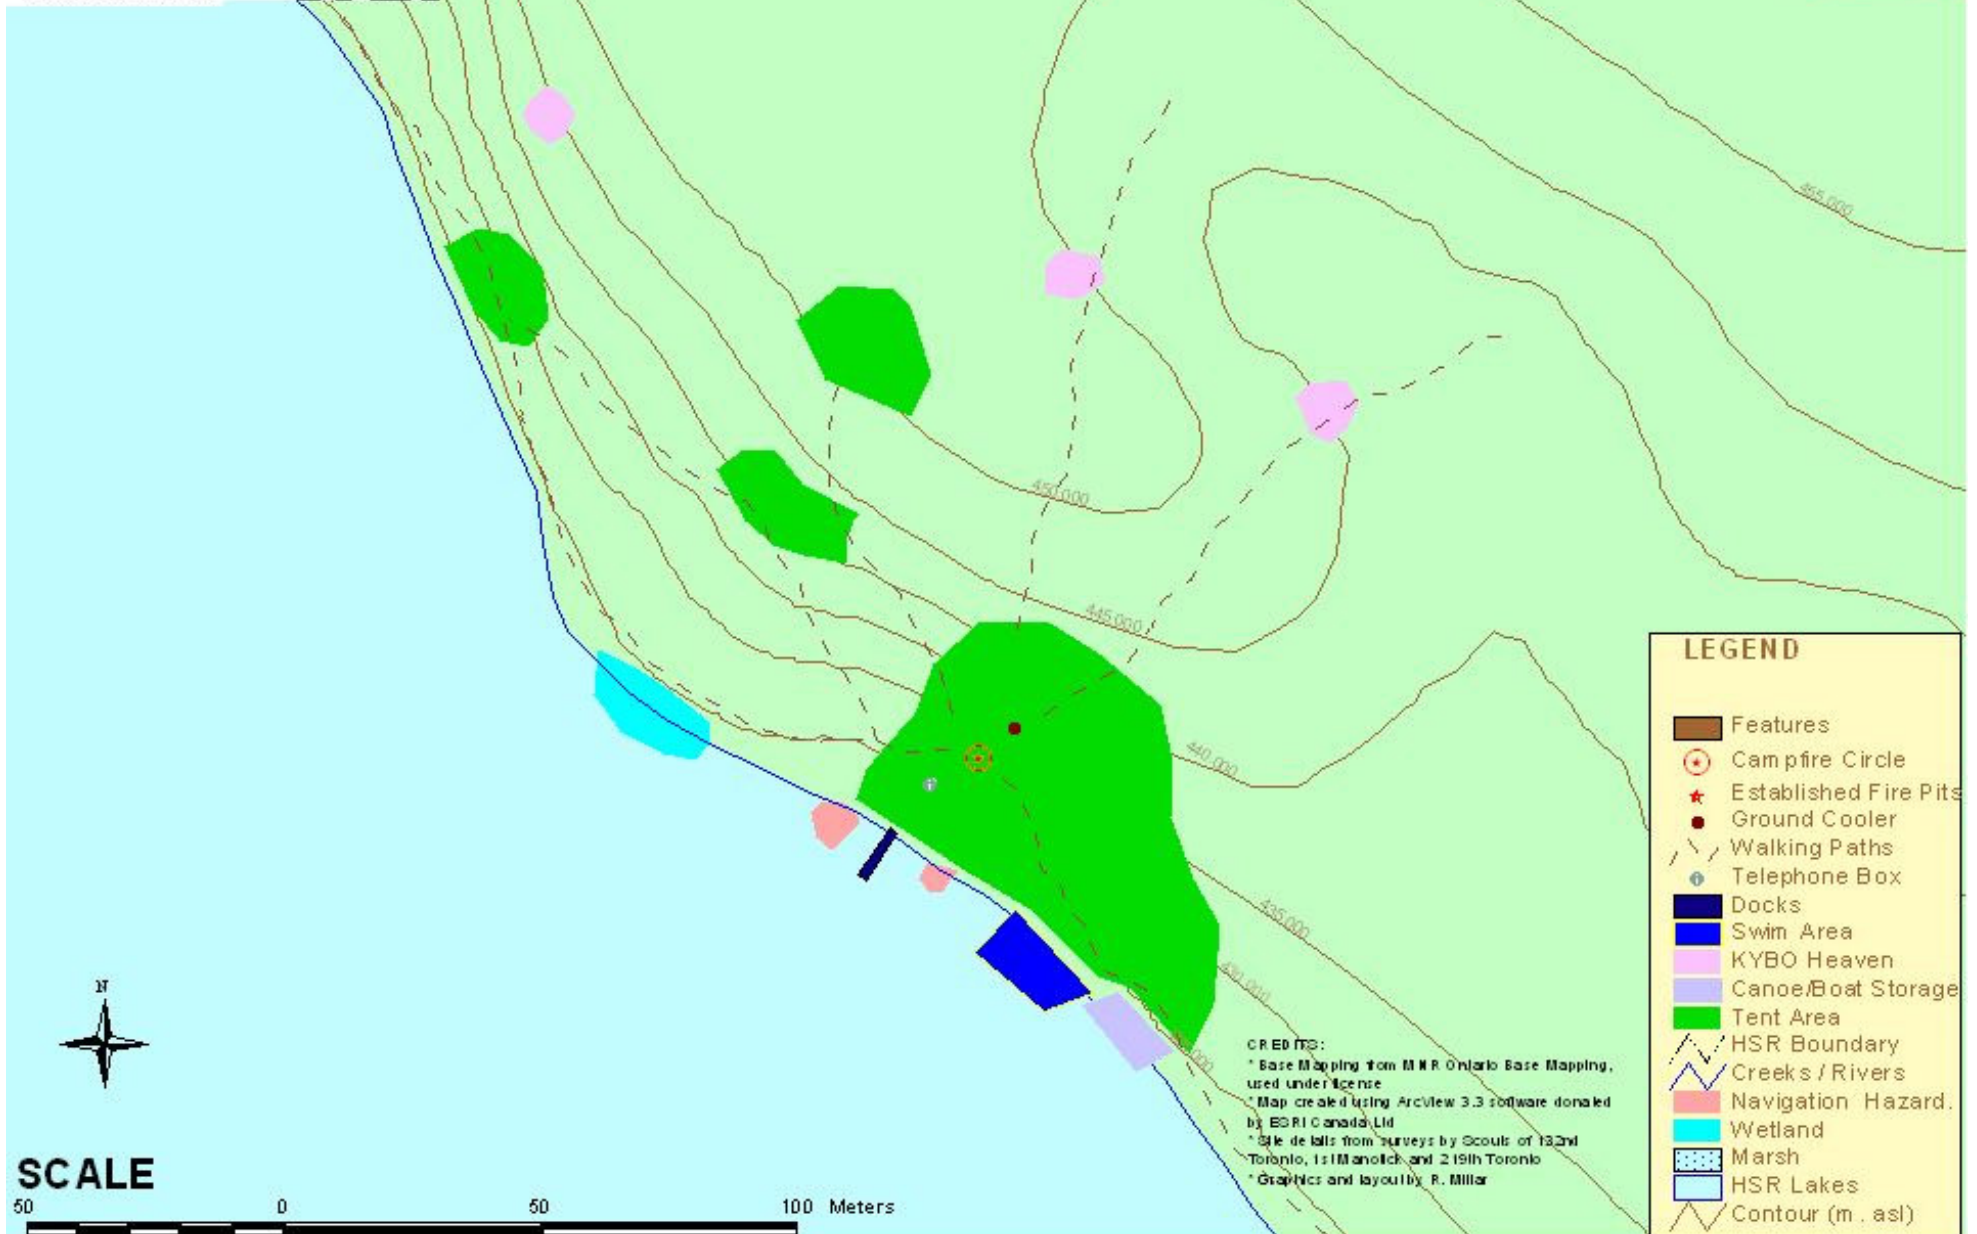 455.000
450.000
445.000
440.000
435.000
430.000
N
SCALE
50 0 50 100 Meters
CREDITS:
* Base Mapping from MNR Ontario Base Mapping,
used under license
* Map created using ArcView 3.3 software donated
by ESRI Canada Ltd
* Site details from surveys by Scouts of 132nd
Toronto, 1st Manotick and 219th Toronto
* Graphics and layout by R. Millar
LEGEND
Features
Campfire Circle
Established Fire Pits
Ground Cooler
Walking Paths
Telephone Box
Docks
Swim Area
KYBO Heaven
Canoe/Boat Storage
Tent Area
HSR Boundary
Creeks / Rivers
Navigation Hazard.
Wetland
Marsh
HSR Lakes
Contour (m. asl)